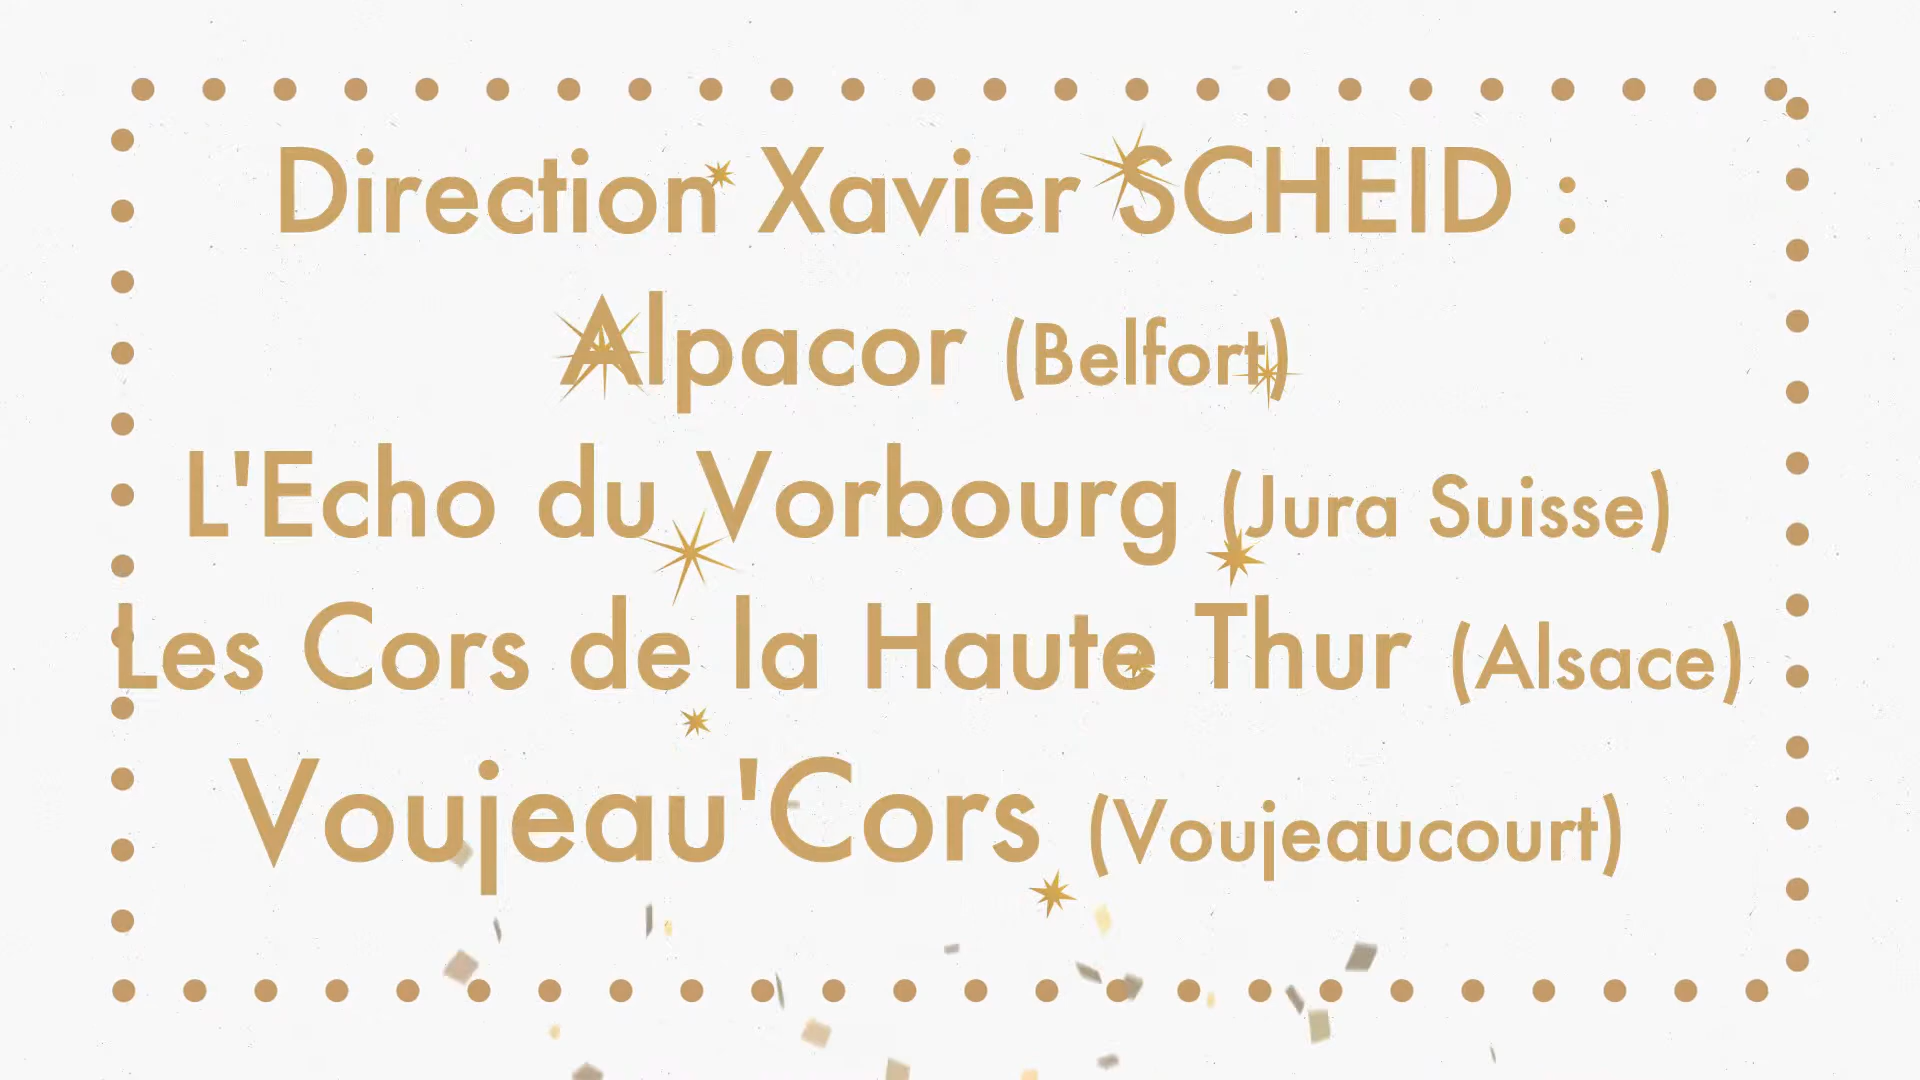 Direction Xavier SCHEID :
Alpacor (Belfort)
L'Echo du Vorbourg (Jura Suisse)
Les Cors de la Haute Thur (Alsace)
Voujeau'Cors (Voujeaucourt)